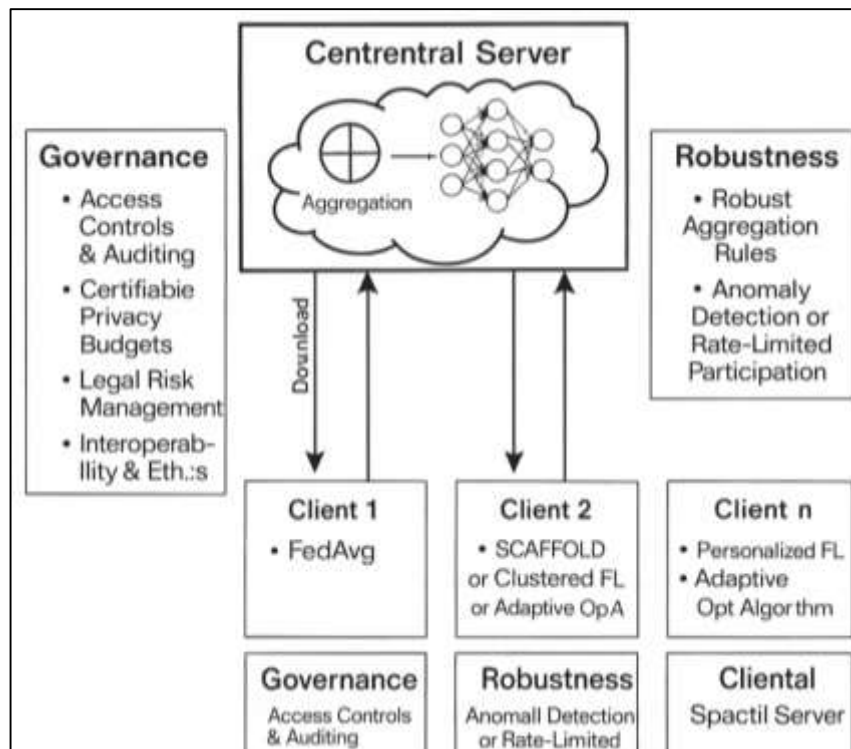 Centrentral Server
Aggregation
Governance
• Access
Controls
& Auditing
• Certifiabie
Privacy
Budgets
• Legal Risk
Management
• Interoperab-
llity & Eth.:s
Robustness
• Robust
Aggregation
Rules
• Anomaly
Detection or
Rate-Limited
Participation
Download
Client 1
• FedAvg
Client 2
• SCAFFOLD
or Clustered FL
or Adaptive OpA
Client n
• Personalized FL
• Adaptive
Opt Algorithm
Governance
Access Controls
& Auditing
Robustness
Anomall Detection
or Rate-Limited
Cliental
Spactil Server